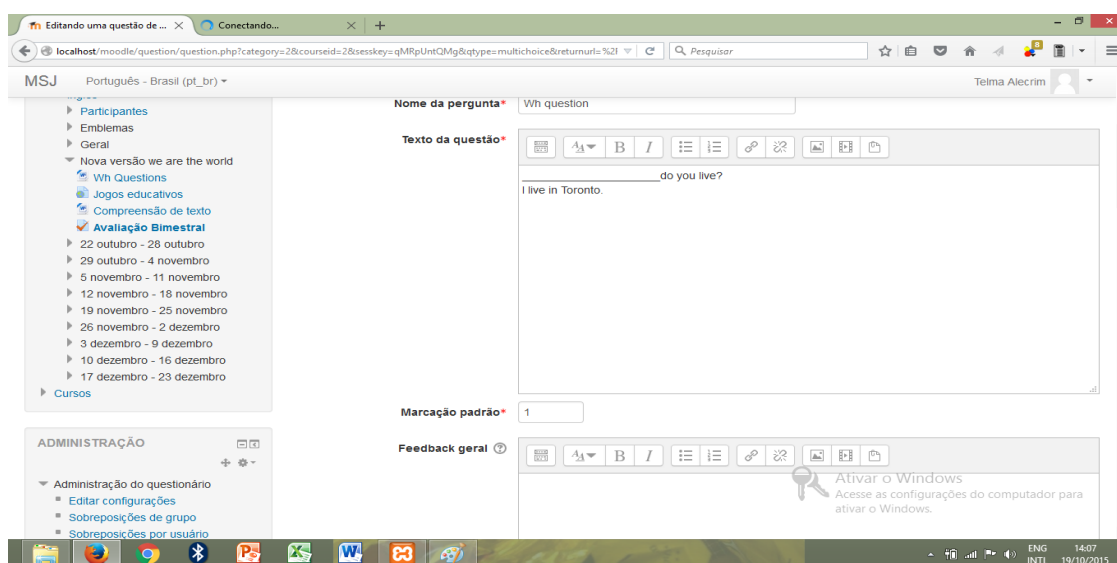 Editando uma questão de ...
Conectando...
localhost/moodle/question/question.php?category=2&courseid=2&sesskey=qMRpUntQMg&qtype=multichoice&returnurl=%2l
Pesquisar
MSJ
Português - Brasil (pt_br)
Telma Alecrim
Participantes
Emblemas
Geral
Nova versão we are the world
Wh Questions
Jogos educativos
Compreensão de texto
Avaliação Bimestral
22 outubro - 28 outubro
29 outubro - 4 novembro
5 novembro - 11 novembro
12 novembro - 18 novembro
19 novembro - 25 novembro
26 novembro - 2 dezembro
3 dezembro - 9 dezembro
10 dezembro - 16 dezembro
17 dezembro - 23 dezembro
Cursos
ADMINISTRAÇÃO
Administração do questionário
Editar configurações
Sobreposições de grupo
Sobreposições por usuário
Nome da pergunta*
Wh question
Texto da questão*
______________________do you live?
I live in Toronto.
Marcação padrão*
1
Feedback geral
Ativar o Windows
Acesse as configurações do computador para
ativar o Windows.
ENG
INTL
14:07
19/10/2015